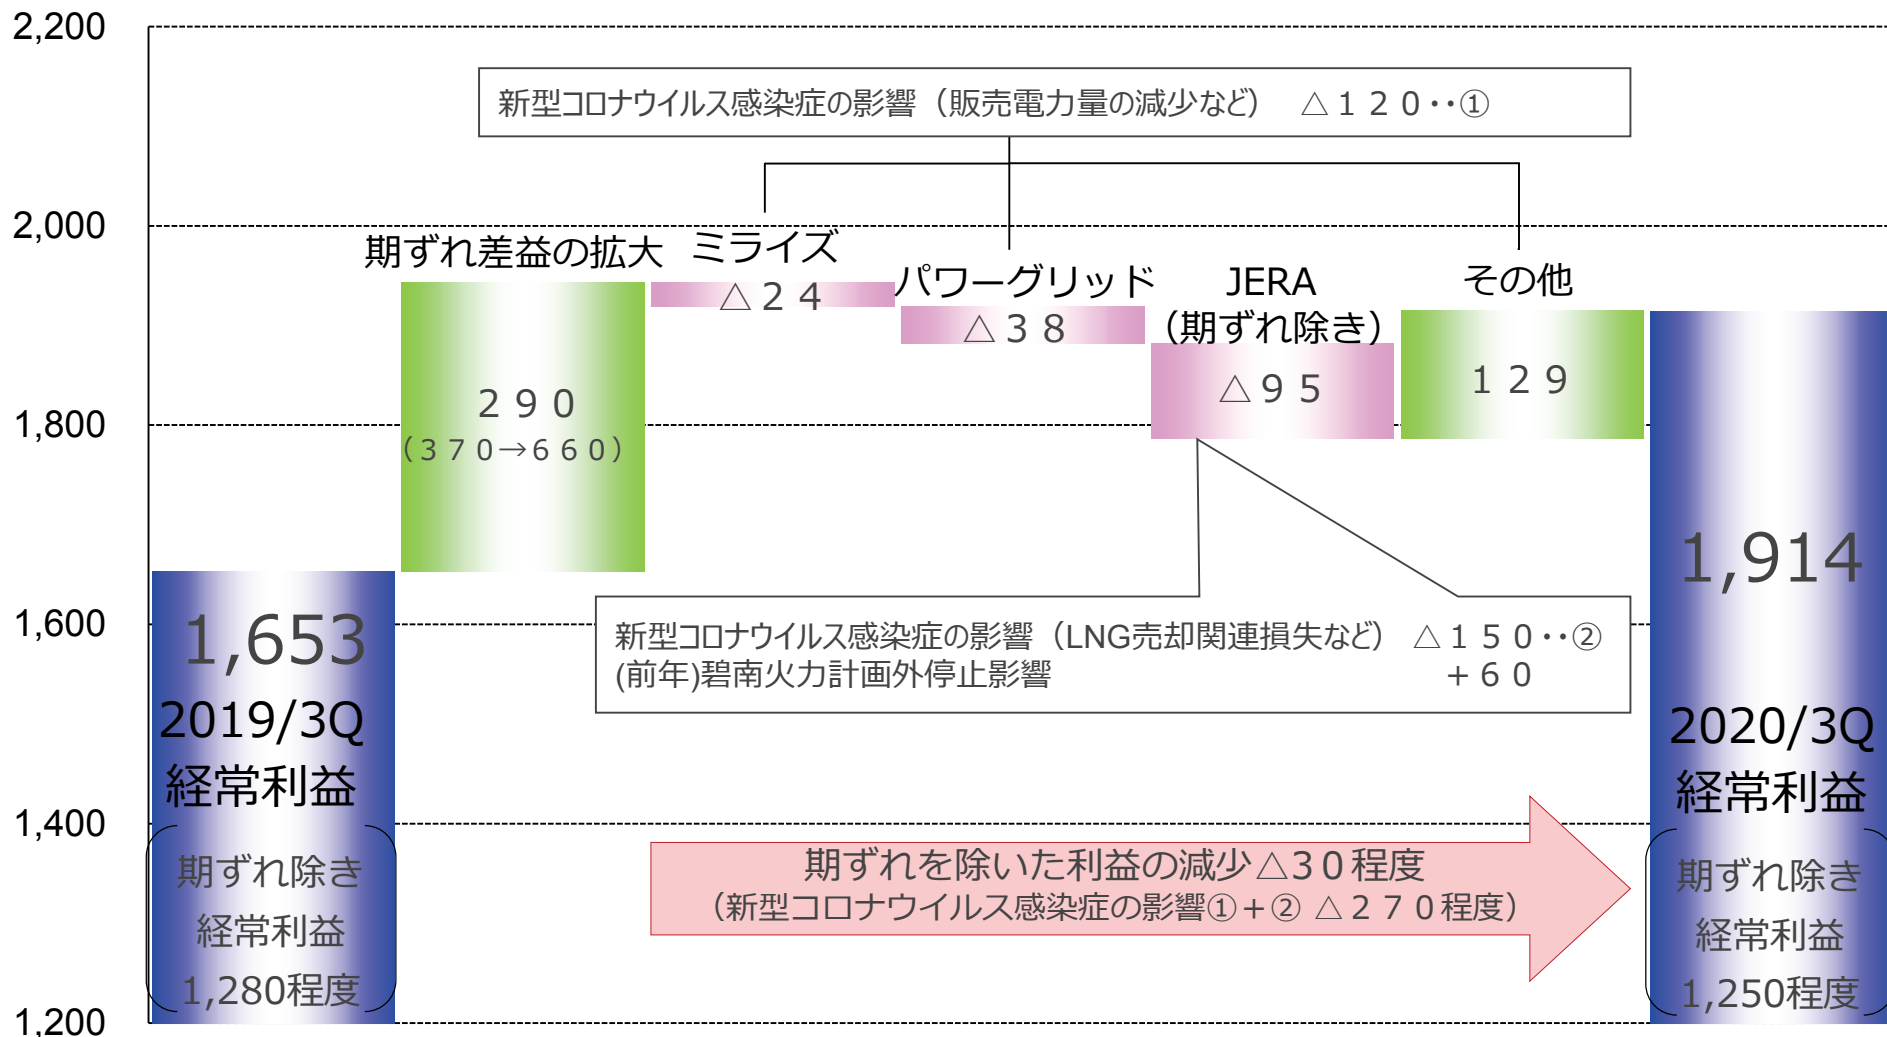 2,200
2,000
1,800
1,600
1,400
1,200
新型コロナウイルス感染症の影響（販売電力量の減少など） △１２０‥①
期ずれ差益の拡大
２９０
（３７０→６６０）
ミライズ
△２４
パワーグリッド
△３８
JERA
（期ずれ除き）
△９５
その他
１２９
新型コロナウイルス感染症の影響（LNG売却関連損失など） △１５０‥②
(前年)碧南火力計画外停止影響 ＋６０
1,653
2019/3Q
経常利益
期ずれ除き
経常利益
1,280程度
期ずれを除いた利益の減少△30程度
（新型コロナウイルス感染症の影響①＋② △２７０程度）
1,914
2020/3Q
経常利益
期ずれ除き
経常利益
1,250程度